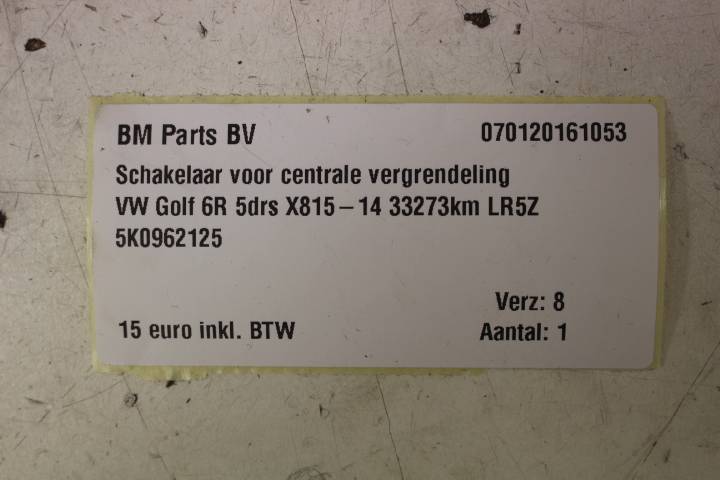 BM Parts BV 070120161053
Schakelaar voor centrale vergrendeling
VW Golf 6R 5drs X815-14 33273km LR5Z
5K0962125
Verz: 8
15 euro inkl. BTW Aantal: 1